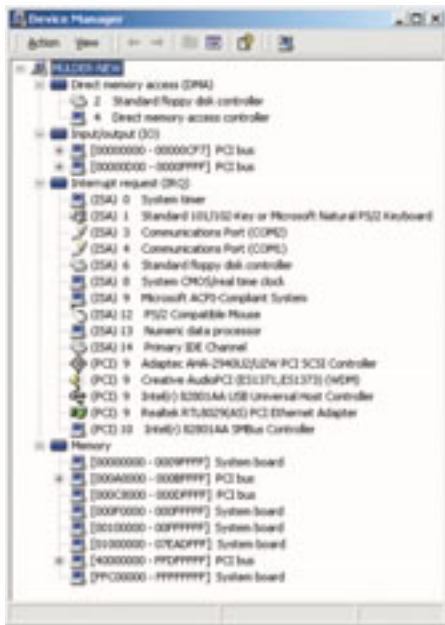 Device Manager
Action View
MULDER-NEW
Direct memory access (DMA)
2 Standard floppy disk controller
4 Direct memory access controller
Input/output (IO)
[00000000 - 00000CF7] PCI bus
[00000D00 - 0000FFFF] PCI bus
Interrupt request (IRQ)
(ISA) 0 System timer
(ISA) 1 Standard 101/102-Key or Microsoft Natural PS/2 Keyboard
(ISA) 3 Communications Port (COM2)
(ISA) 4 Communications Port (COM1)
(ISA) 6 Standard floppy disk controller
(ISA) 8 System CMOS/real time clock
(ISA) 9 Microsoft ACPI-Compliant System
(ISA) 12 PS/2 Compatible Mouse
(ISA) 13 Numeric data processor
(ISA) 14 Primary IDE Channel
(PCI) 9 Adaptec AHA-2940U2/U2W PCI SCSI Controller
(PCI) 9 Creative AudioPCI (ES1371,ES1373) (WDM)
(PCI) 9 Intel(r) 82801AA USB Universal Host Controller
(PCI) 9 Realtek RTL8029(AS) PCI Ethernet Adapter
(PCI) 10 Intel(r) 82801AA SMBus Controller
Memory
[00000000 - 0009FFFF] System board
[000A0000 - 000BFFFF] PCI bus
[000C8000 - 000EFFFF] PCI bus
[000F0000 - 000FFFFF] System board
[00100000 - 00FFFFFF] System board
[01000000 - 07EADFFF] System board
[40000000 - FFDFFFFF] PCI bus
[FFC00000 - FFFFFFFF] System board